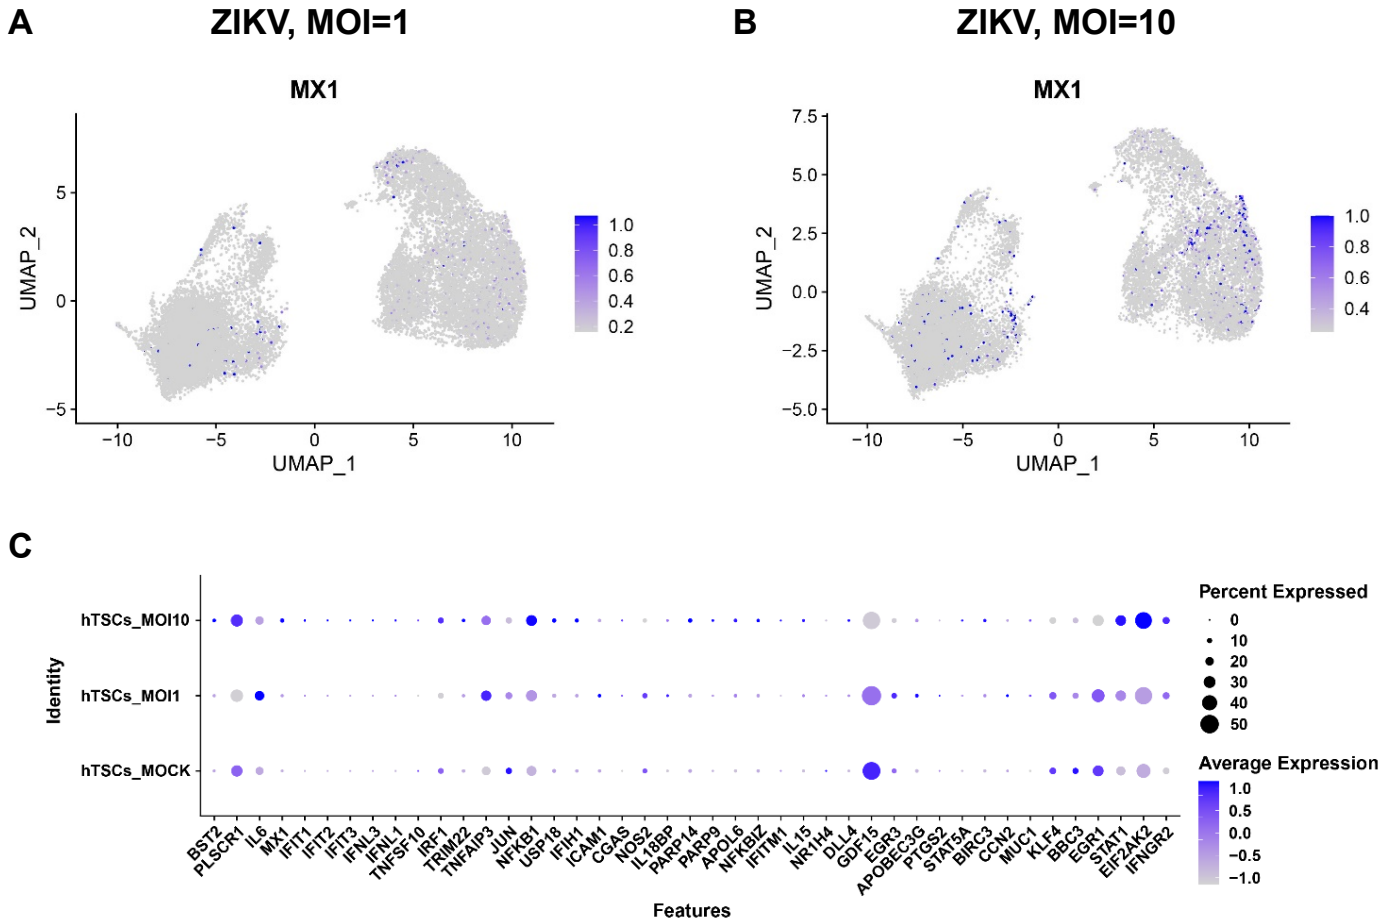 A
ZIKV, MOI=1
B
ZIKV, MOI=10
MX1
5
0
−5
UMAP_2
−10
−5
0
5
10
UMAP_1
1.0
0.8
0.6
0.4
0.2
MX1
7.5
5.0
2.5
0.0
−2.5
−5.0
UMAP_2
−10
−5
0
5
10
UMAP_1
1.0
0.8
0.6
0.4
C
Identity
hTSCs_MOI10
hTSCs_MOI1
hTSCs_MOCK
BST2
PLSCR1
IL6
MX1
IFIT1
IFIT2
IFIT3
IFNL3
IFNL1
TNFSF10
IRF1
TRIM22
TNFAIP3
JUN
NFKB1
USP18
IFIH1
ICAM1
CGAS
NOS2
IL18BP
PARP14
PARP9
APOL6
NFKBIZ
IFITM1
IL15
NR1H4
DLL4
GDF15
EGR3
APOBEC3G
PTGS2
STAT5A
BIRC3
CCN2
MUC1
KLF4
BBC3
EGR1
STAT1
EIF2AK2
IFNGR2
Features
Percent Expressed
0
10
20
30
40
50
Average Expression
1.0
0.5
0.0
−0.5
−1.0